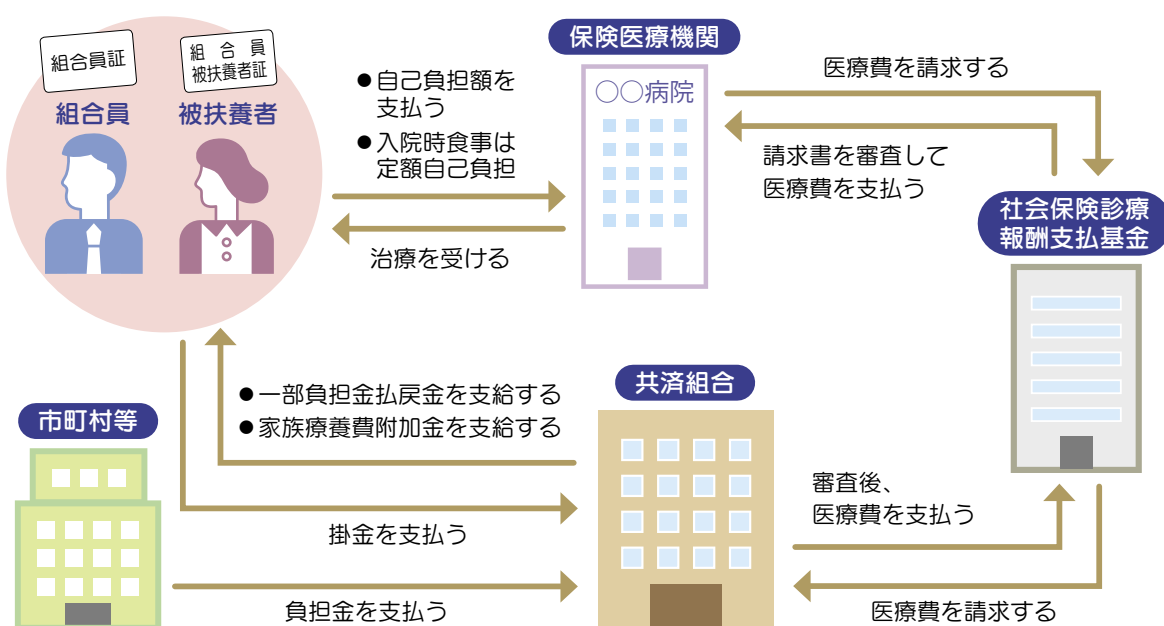 組合員証
組合員
被扶養者証
組合員
被扶養者
●自己負担額を
支払う
●入院時食事は
定額自己負担
治療を受ける
保険医療機関
○○病院
医療費を請求する
請求書を審査して
医療費を支払う
社会保険診療
報酬支払基金
●一部負担金払戻金を支給する
●家族療養費附加金を支給する
共済組合
市町村等
掛金を支払う
負担金を支払う
審査後、
医療費を支払う
医療費を請求する